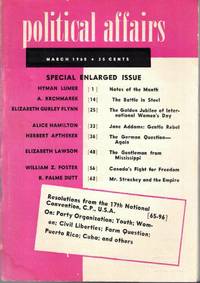 political affairs
MARCH 1960 • 35 CENTS
SPECIAL ENLARGED ISSUE
HYMAN LUMER [1] Notes of the Month
A. KRCHMAREK [14] The Battle in Steel
ELIZABETH GURLEY FLYNN [25] The Golden Jubilee of Inter-
national Women's Day
ALICE HAMILTON [33] Jane Addams: Gentle Rebel
HERBERT APTHEKER [36] The German Question—
Again
ELIZABETH LAWSON [48] The Gentleman from
Mississippi
WILLIAM Z. FOSTER [56] Canada's Fight for Freedom
R. PALME DUTT [62] Mr. Strachey and the Empire
Resolutions from the 17th National
Convention, C.P., U.S.A. [65-96]
On: Party Organization; Youth; Wom-
en; Civil Liberties; Farm Question;
Puerto Rico; Cuba; and others